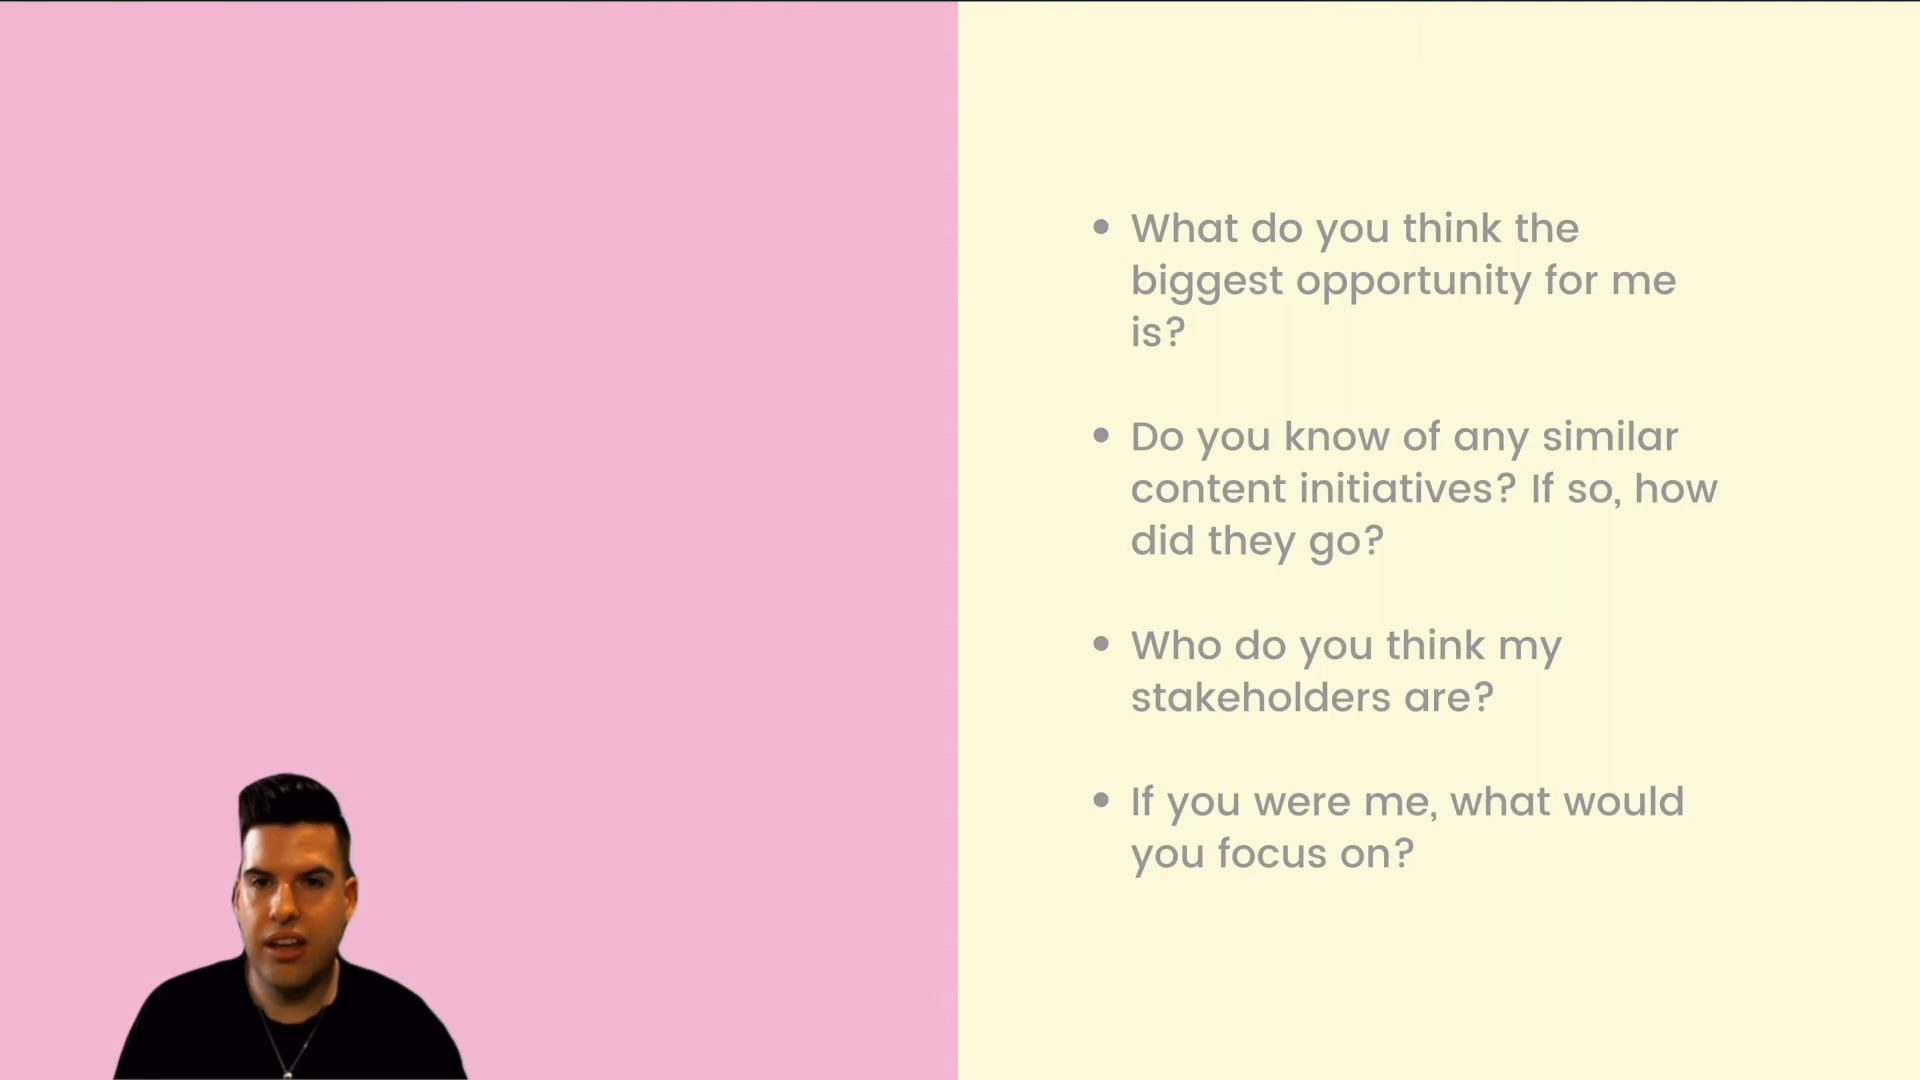 • What do you think the
biggest opportunity for me
is?
• Do you know of any similar
content initiatives? If so, how
did they go?
• Who do you think my
stakeholders are?
• If you were me, what would
you focus on?